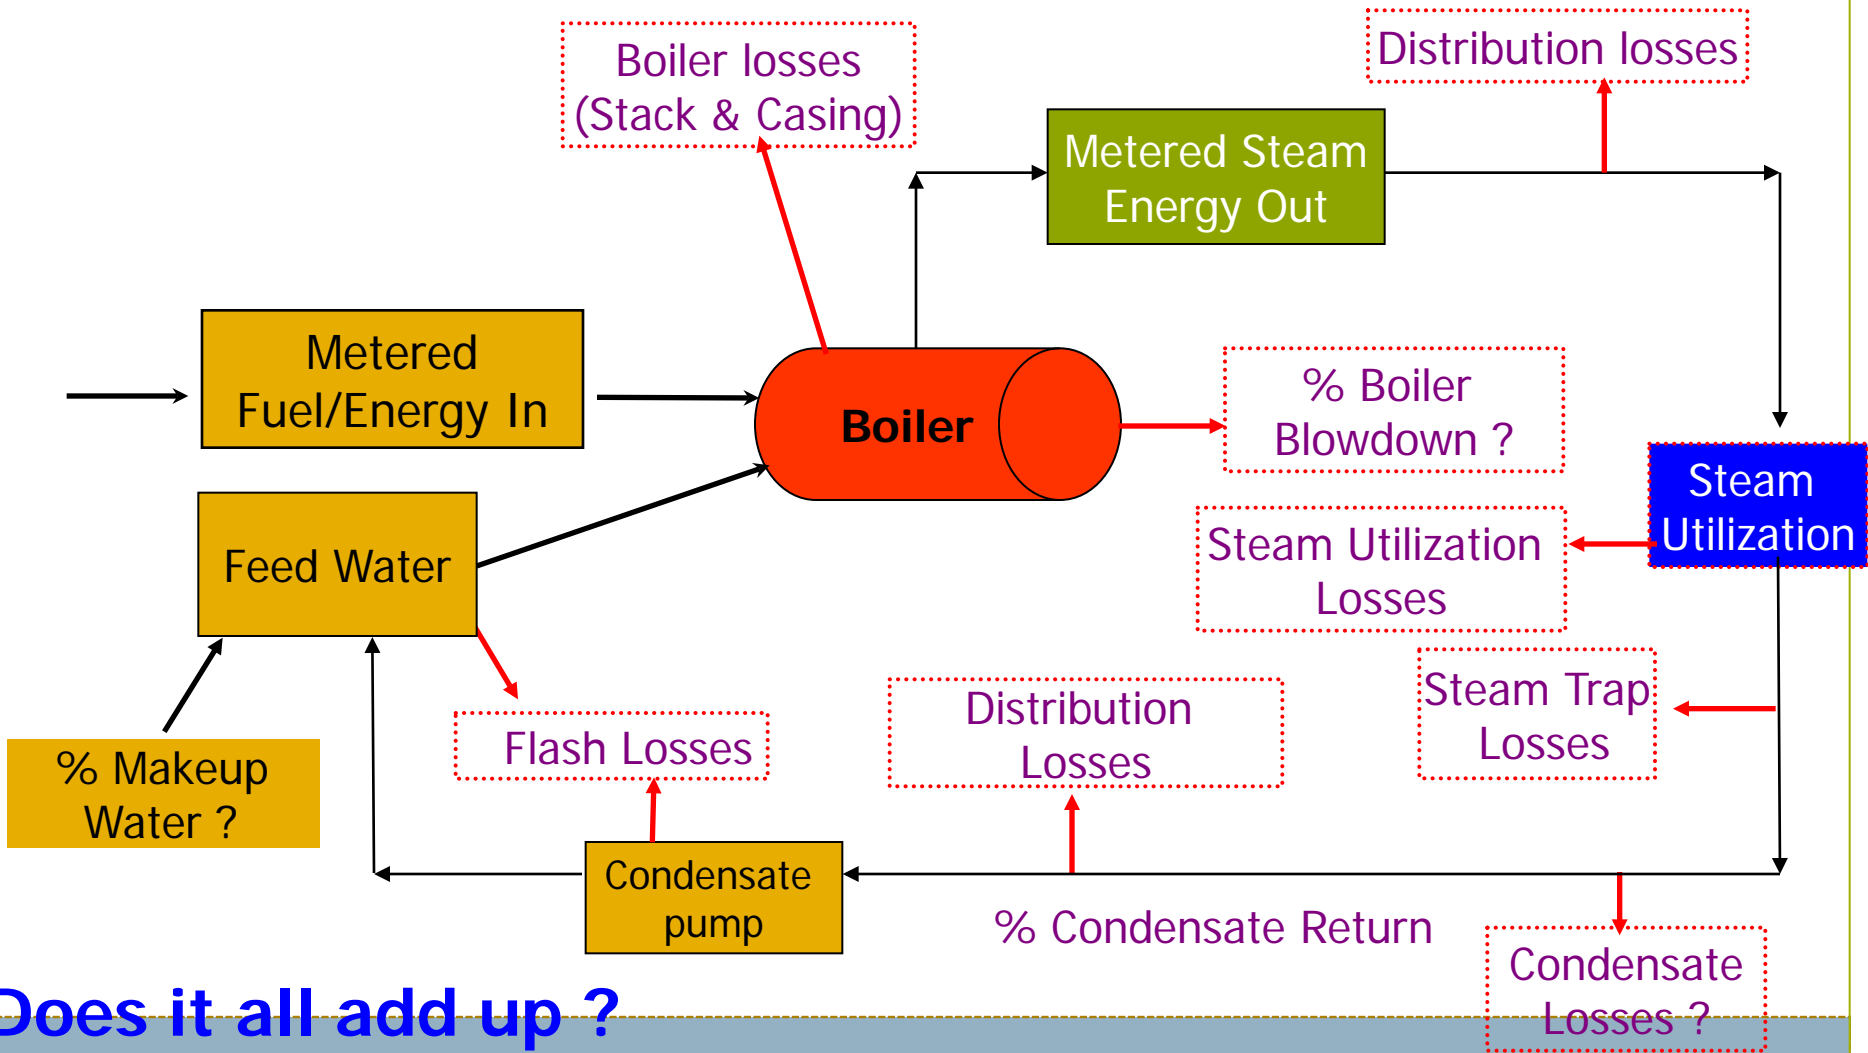 Boiler losses
(Stack & Casing)
Distribution losses
Metered Steam
Energy Out
Metered
Fuel/Energy In
Boiler
% Boiler
Blowdown ?
Steam
Utilization
Feed Water
Steam Utilization
Losses
Steam Trap
Losses
Distribution
Losses
Flash Losses
% Makeup
Water ?
Condensate
pump
% Condensate Return
Condensate
Losses ?
Does it all add up ?